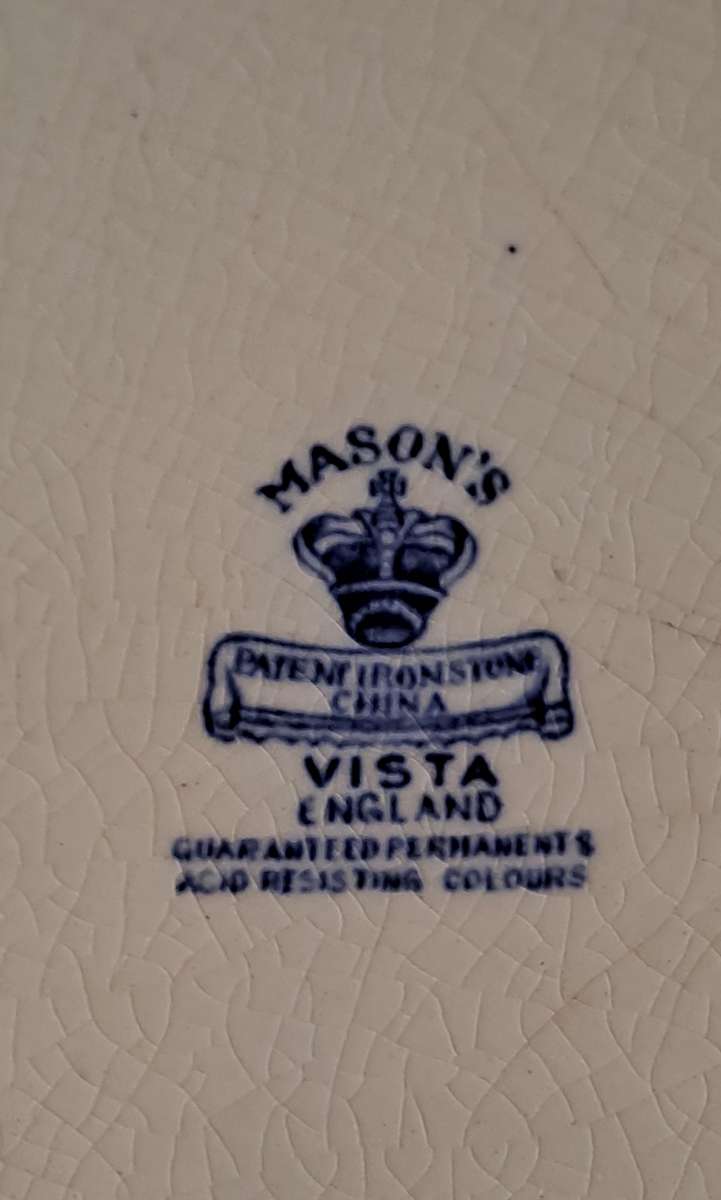 MASON'S
PATENT IRONSTONE
CHINA
VISTA
ENGLAND
GUARANTEED PERMANENT &
ACID RESISTING COLOURS